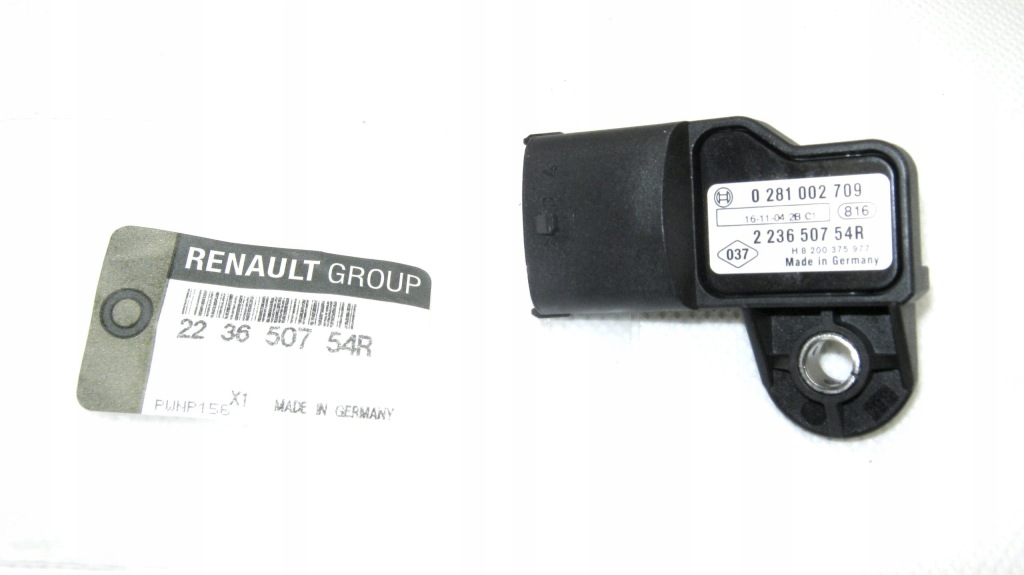 RENAULT GROUP
22 36 507 54R
PWHP156 X1 MADE IN GERMANY
0 281 002 709
16-11-04 2B C1 816
2 236 507 54R
037 H 8 200 375 977
Made in Germany